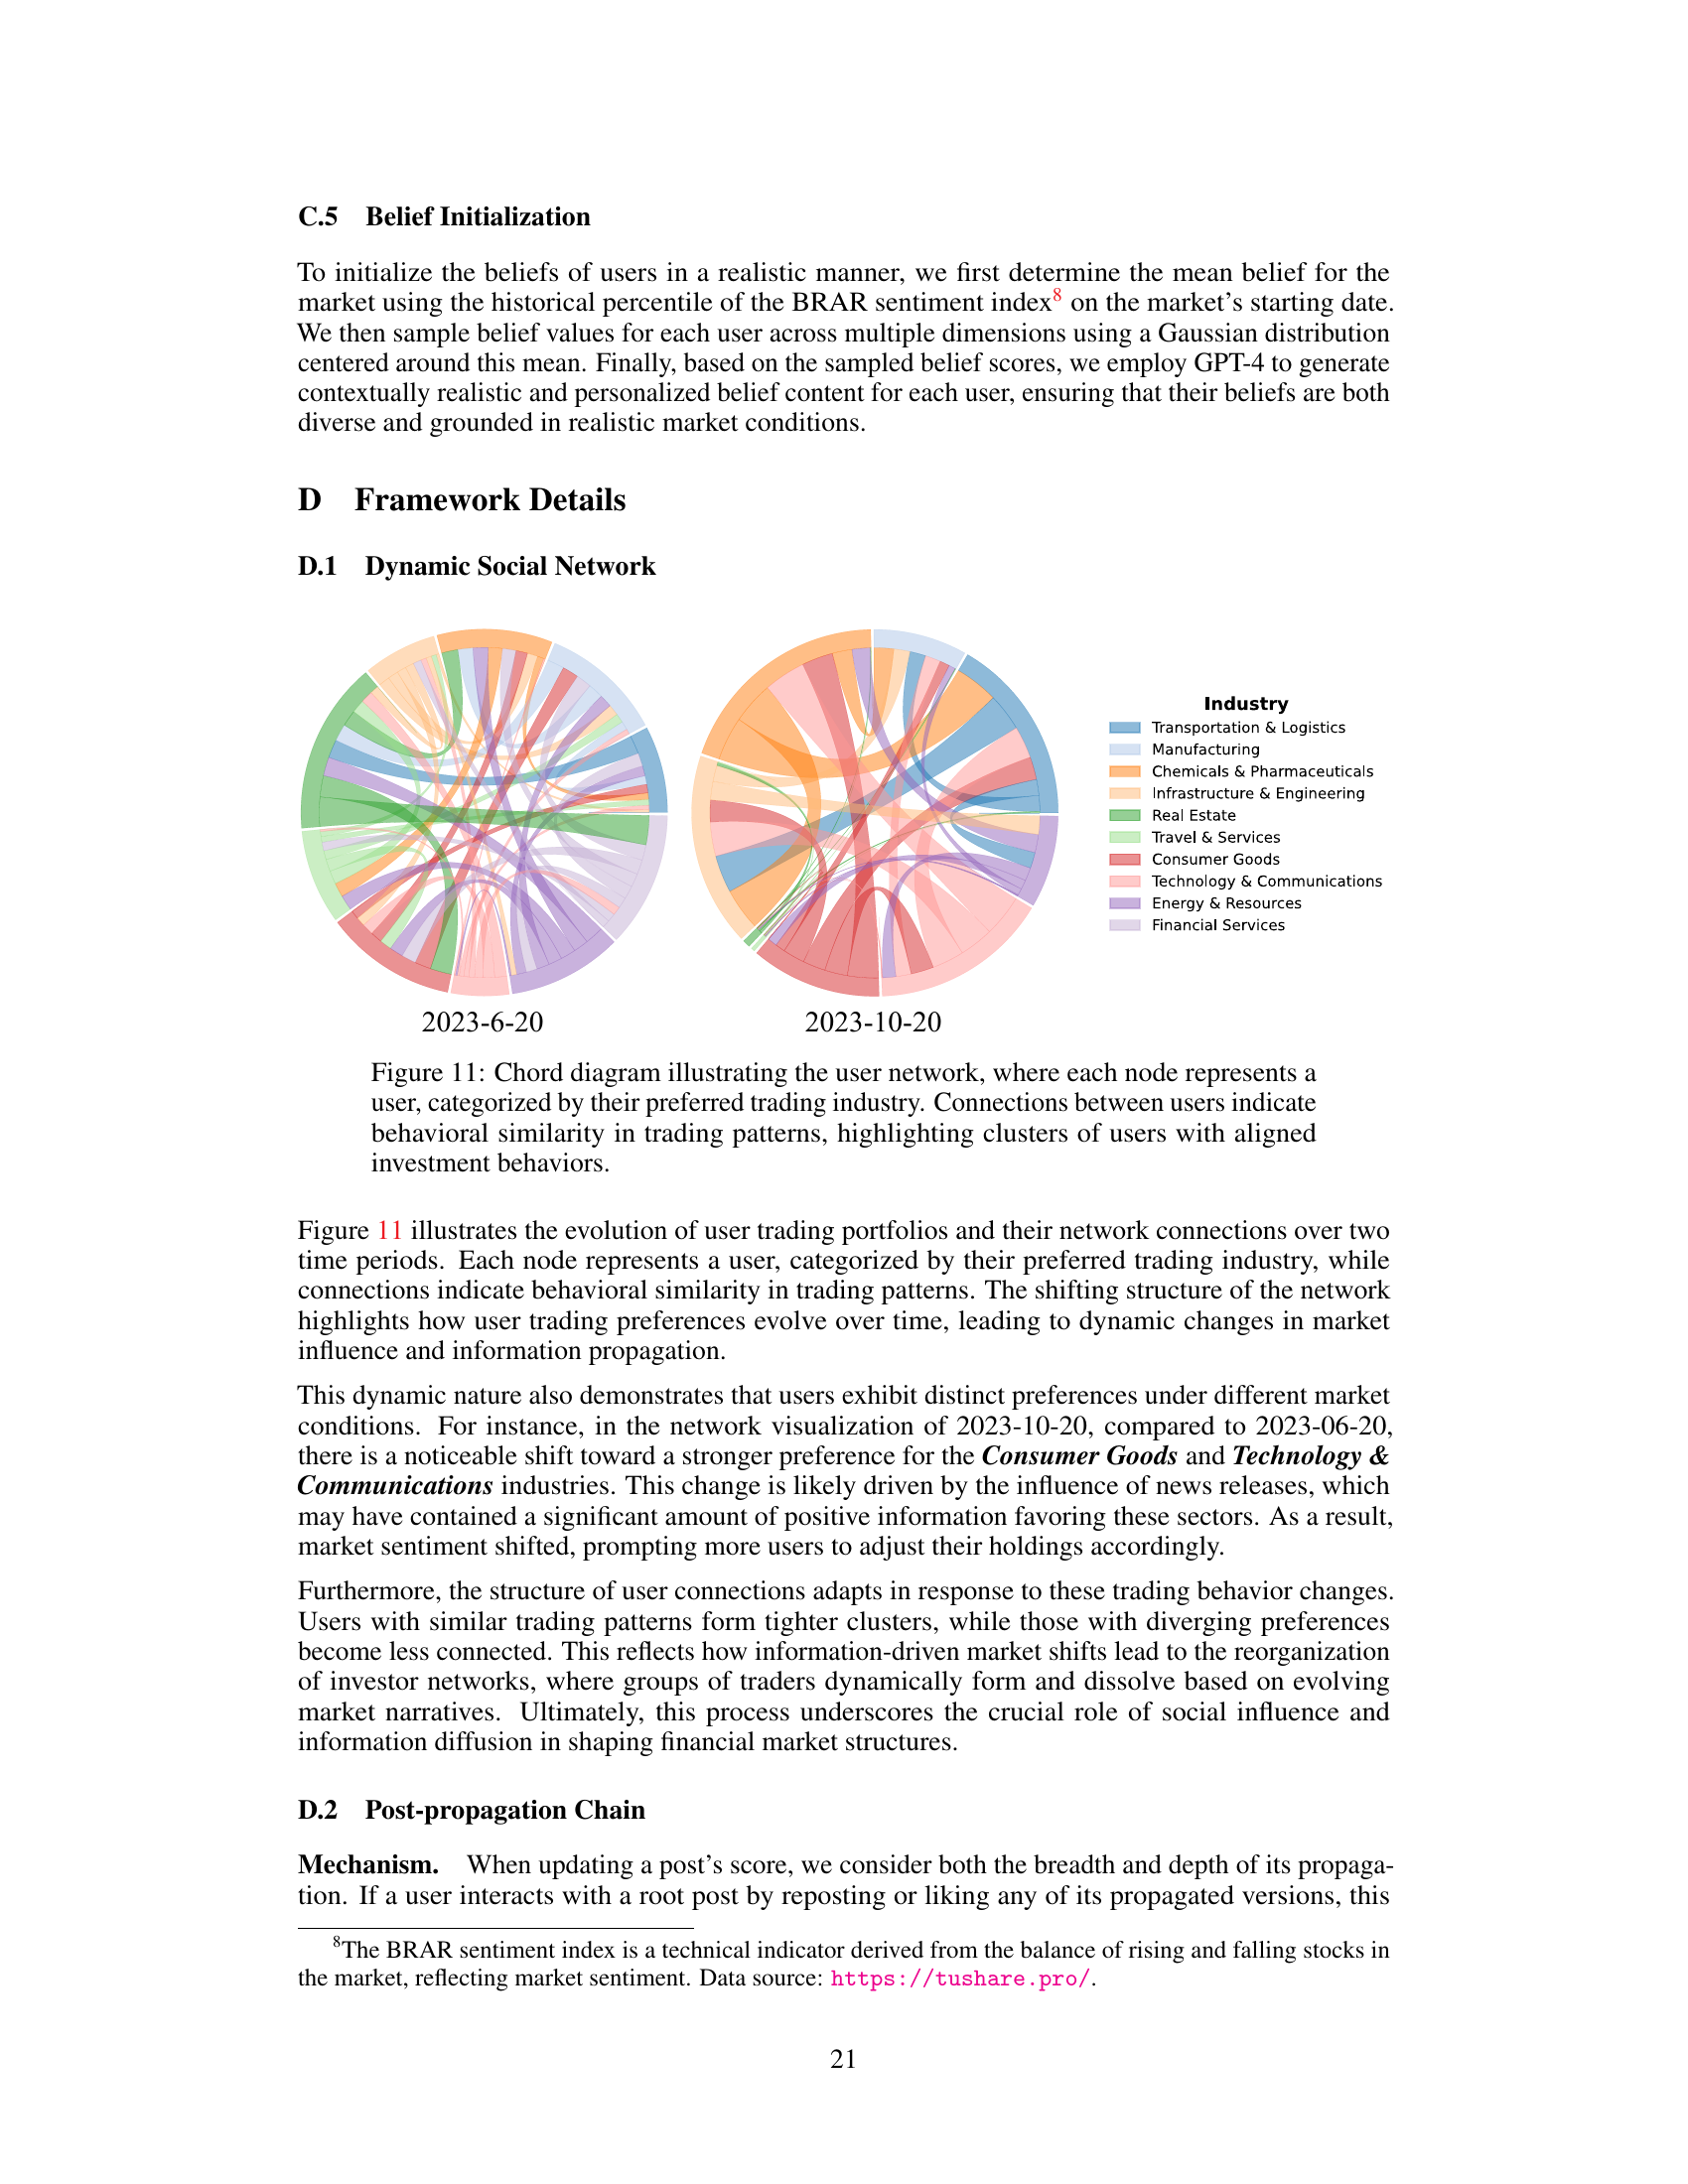 C.5 Belief Initialization
To initialize the beliefs of users in a realistic manner, we first determine the mean belief for the
market using the historical percentile of the BRAR sentiment index8 on the market's starting date.
We then sample belief values for each user across multiple dimensions using a Gaussian distribution
centered around this mean. Finally, based on the sampled belief scores, we employ GPT-4 to generate
contextually realistic and personalized belief content for each user, ensuring that their beliefs are both
diverse and grounded in realistic market conditions.
D Framework Details
D.1 Dynamic Social Network
Industry
Transportation & Logistics
Manufacturing
Chemicals & Pharmaceuticals
Infrastructure & Engineering
Real Estate
Travel & Services
Consumer Goods
Technology & Communications
Energy & Resources
Financial Services
2023-6-20
2023-10-20
Figure 11: Chord diagram illustrating the user network, where each node represents a
user, categorized by their preferred trading industry. Connections between users indicate
behavioral similarity in trading patterns, highlighting clusters of users with aligned
investment behaviors.
Figure 11 illustrates the evolution of user trading portfolios and their network connections over two
time periods. Each node represents a user, categorized by their preferred trading industry, while
connections indicate behavioral similarity in trading patterns. The shifting structure of the network
highlights how user trading preferences evolve over time, leading to dynamic changes in market
influence and information propagation.
This dynamic nature also demonstrates that users exhibit distinct preferences under different market
conditions. For instance, in the network visualization of 2023-10-20, compared to 2023-06-20,
there is a noticeable shift toward a stronger preference for the Consumer Goods and Technology &
Communications industries. This change is likely driven by the influence of news releases, which
may have contained a significant amount of positive information favoring these sectors. As a result,
market sentiment shifted, prompting more users to adjust their holdings accordingly.
Furthermore, the structure of user connections adapts in response to these trading behavior changes.
Users with similar trading patterns form tighter clusters, while those with diverging preferences
become less connected. This reflects how information-driven market shifts lead to the reorganization
of investor networks, where groups of traders dynamically form and dissolve based on evolving
market narratives. Ultimately, this process underscores the crucial role of social influence and
information diffusion in shaping financial market structures.
D.2 Post-propagation Chain
Mechanism. When updating a post's score, we consider both the breadth and depth of its propaga-
tion. If a user interacts with a root post by reposting or liking any of its propagated versions, this
8The BRAR sentiment index is a technical indicator derived from the balance of rising and falling stocks in
the market, reflecting market sentiment. Data source: https://tushare.pro/.
21